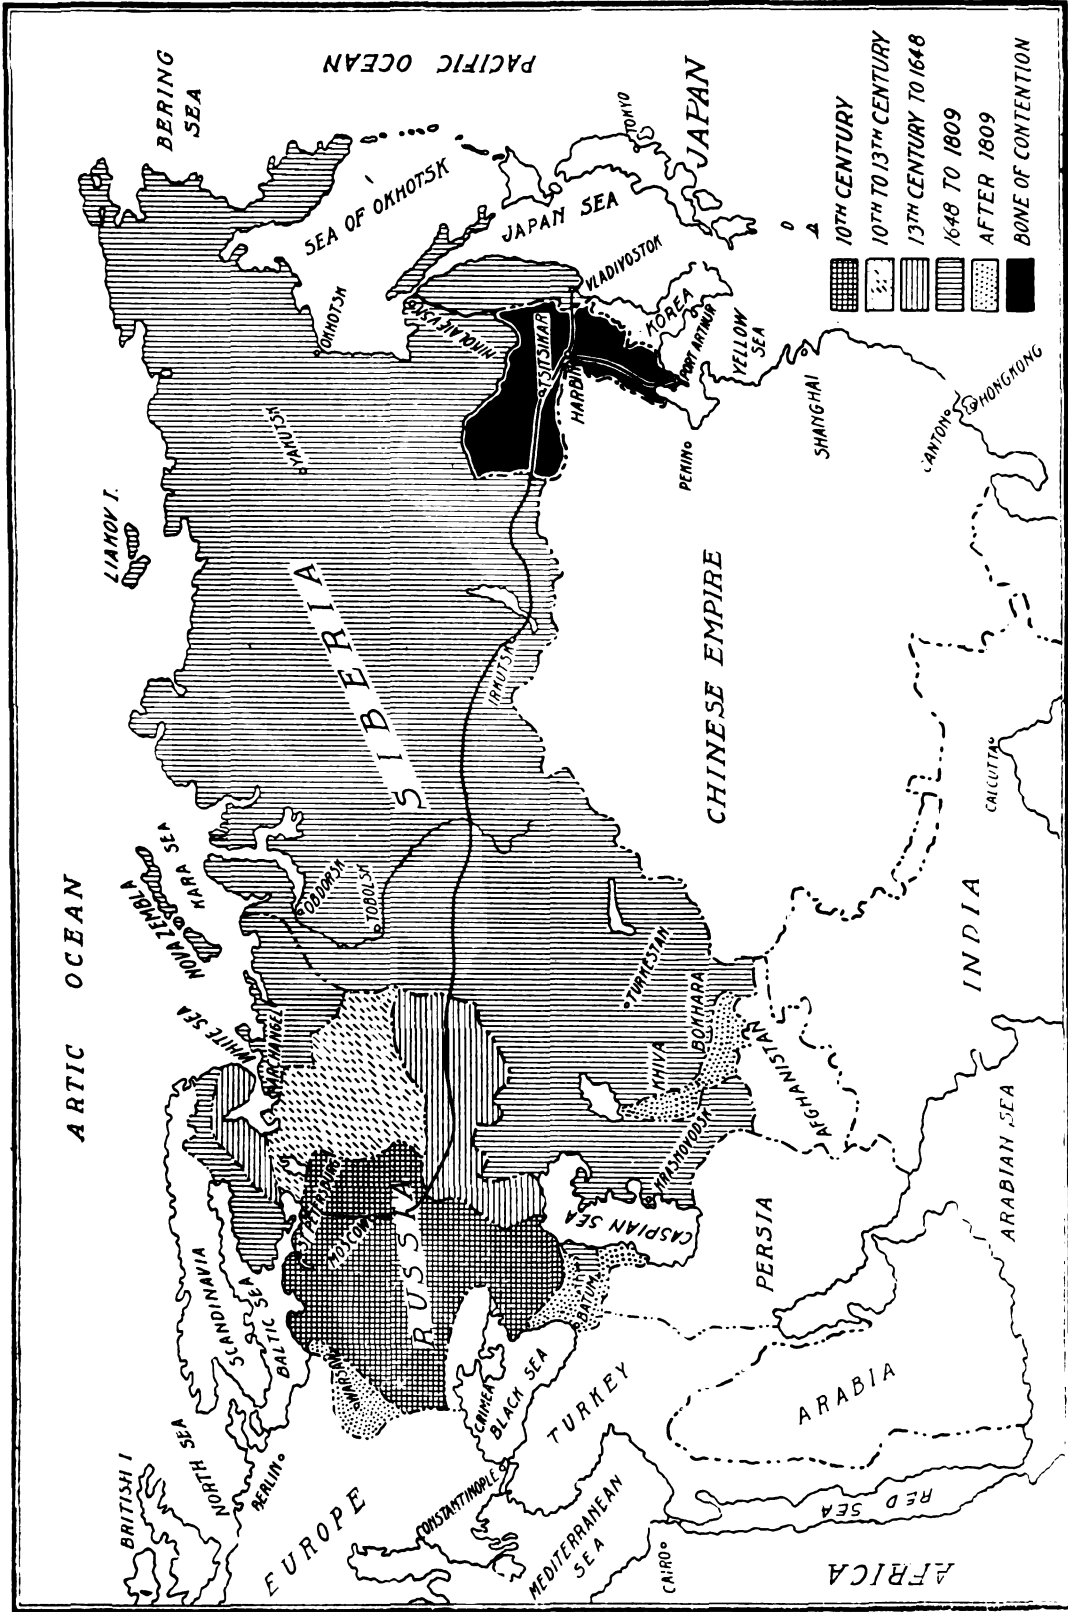 ARTIC OCEAN
BERING
SEA
PACIFIC OCEAN
LIAKOV I.
NOVA ZEMBLA
KARA SEA
WHITE SEA
ARCHANGEL
BRITISH I
NORTH SEA
SCANDINAVIA
BALTIC SEA
BERLIN
EUROPE
ST PETERSBURG
MOSCOW
WARSAW
RUSSIA
OBDORSK
TOBOLSK
SIBERIA
YAKUTSK
OKHOTSK
SEA OF OKHOTSK
NIKOLAIEVSK
IRKUTSK
TSITSIKAR
HARBIN
VLADIVOSTOK
JAPAN SEA
JAPAN
TOKYO
KOREA
PORT ARTHUR
YELLOW
SEA
PEKIN
SHANGHAI
CANTON
HONGKONG
CHINESE EMPIRE
TURKESTAN
KHIVA
BOKHARA
KRASNOVODSK
CASPIAN SEA
BATUM
CRIMEA
BLACK SEA
CONSTANTINOPLE
TURKEY
MEDITERRANEAN
SEA
CAIRO
AFRICA
RED SEA
ARABIA
PERSIA
AFGHANISTAN
ARABIAN SEA
INDIA
CALCUTTA
10TH CENTURY
10TH TO 13TH CENTURY
13TH CENTURY TO 1648
1648 TO 1809
AFTER 1809
BONE OF CONTENTION